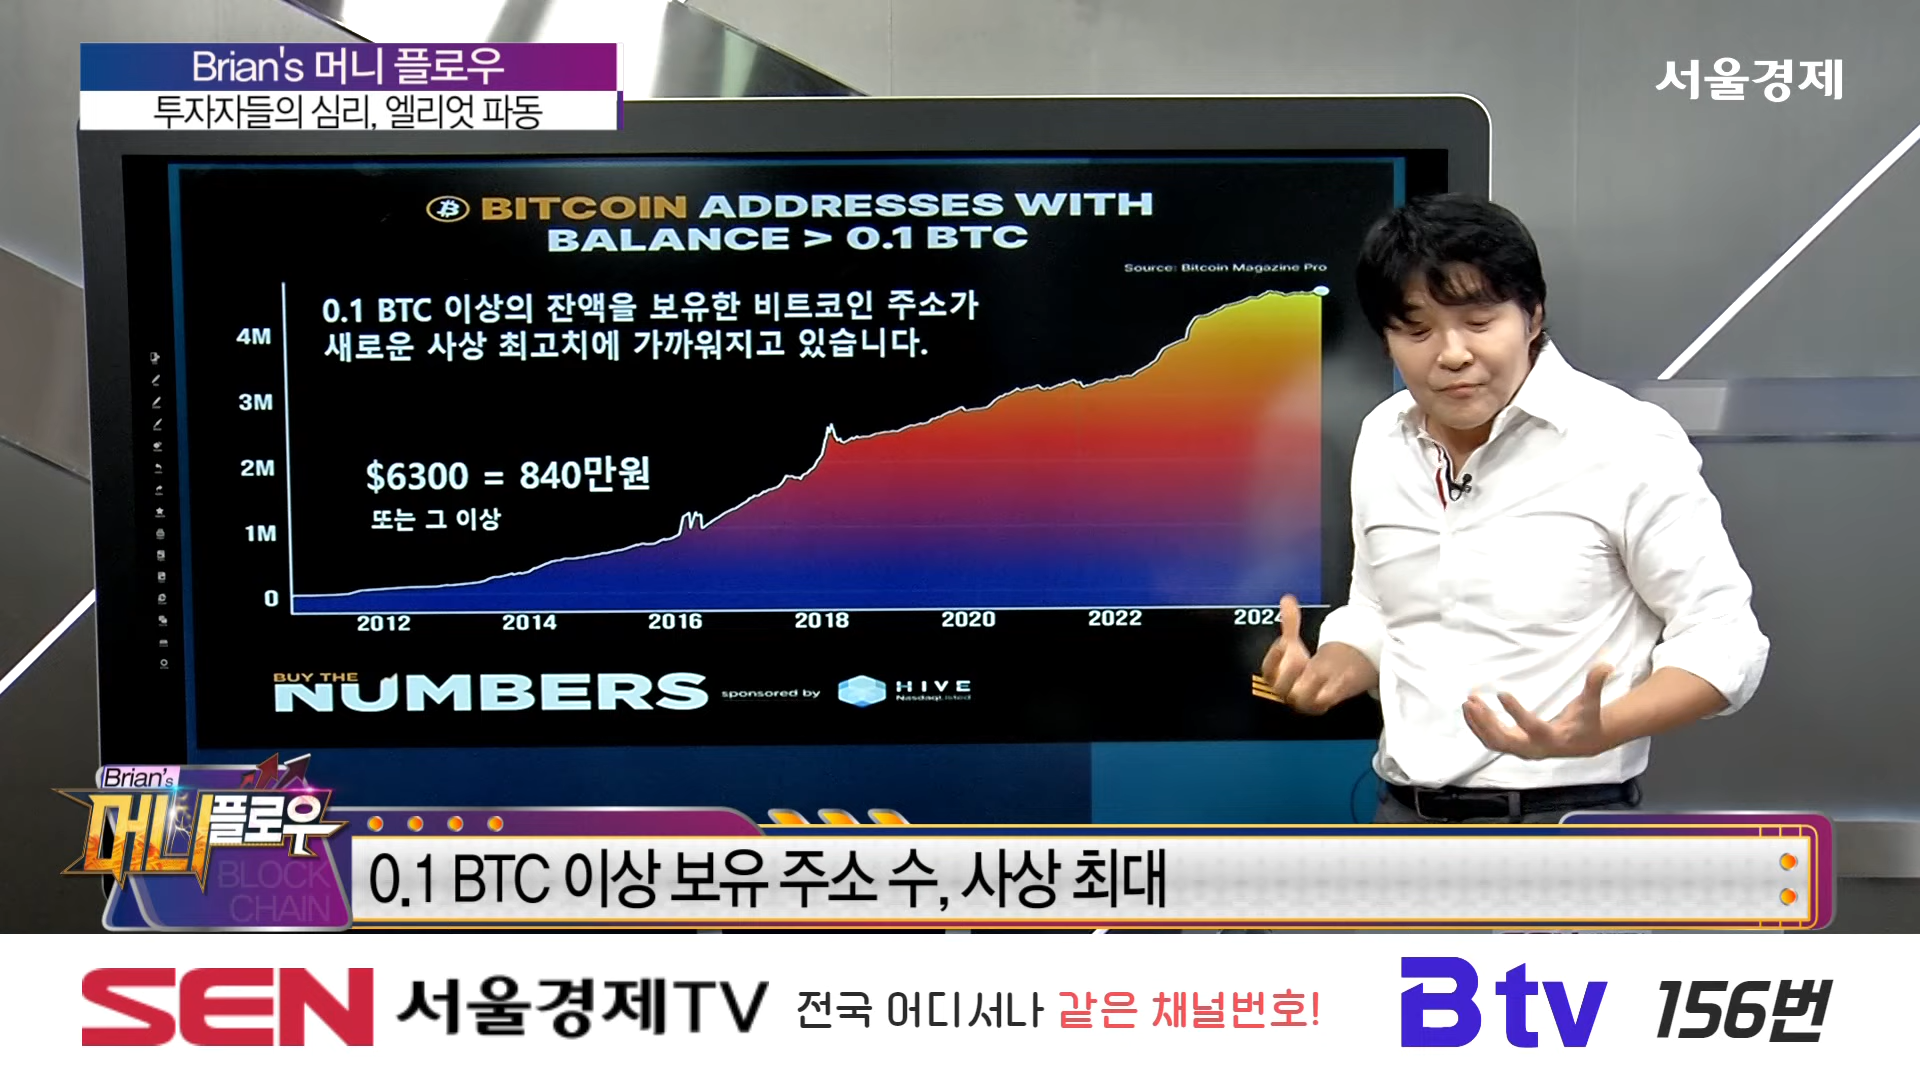 Brian's 머니 플로우
투자자들의 심리, 엘리엇 파동
서울경제
BITCOIN ADDRESSES WITH
BALANCE > 0.1 BTC
Source: Bitcoin Magazine Pro
0.1 BTC 이상의 잔액을 보유한 비트코인 주소가
새로운 사상 최고치에 가까워지고 있습니다.
4M
3M
$6300 = 840만원
2M
또는 그 이상
1M
0
2012 2014 2016 2018 2020 2022 2024
BUY THE
NUMBERS sponsored by HIVE
Nasdaq Listed
Brian's
머니플로우
BLOCK
CHAIN
0.1 BTC 이상 보유 주소 수, 사상 최대
SEN 서울경제TV 전국 어디서나 같은 채널번호! B tv 156번